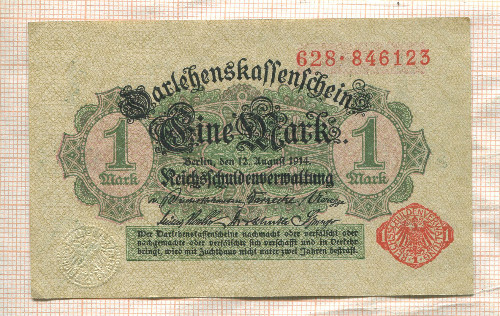 628·846123
Darlehenskassenschein
Eine Mark.
1 Mark
1 Mark
Berlin, den 12. August 1914.
Reichsschuldenverwaltung
Wer Darlehenskassenscheine nachmacht oder verfälscht oder
nachgemachte oder verfälschte sich verschafft und in Verkehr
bringt, wird mit Zuchthaus nicht unter zwei Jahren bestraft.